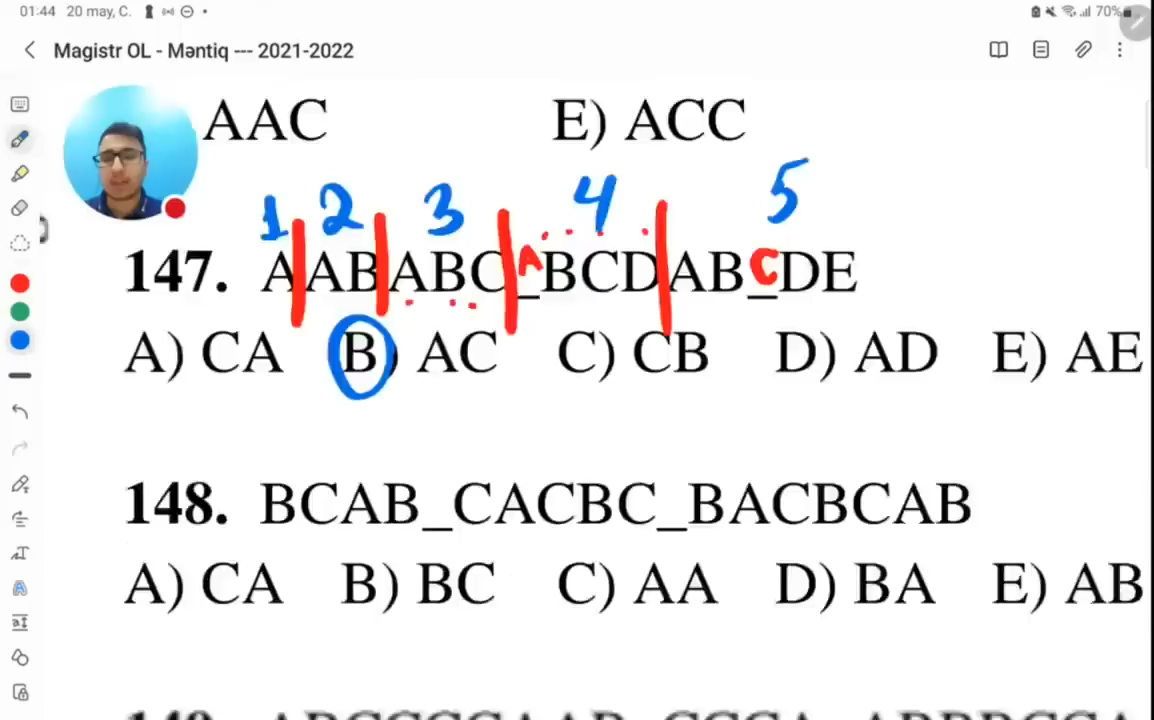 01:44 20 may, C. 70%
Magistr OL - Məntiq --- 2021-2022
AAC E) ACC
1 2 3 4 5
147. AABABCA_BCDABC_DE
A) CA B) AC C) CB D) AD E) AE
148. BCAB_CACBC_BACBCAB
A) CA B) BC C) AA D) BA E) AB